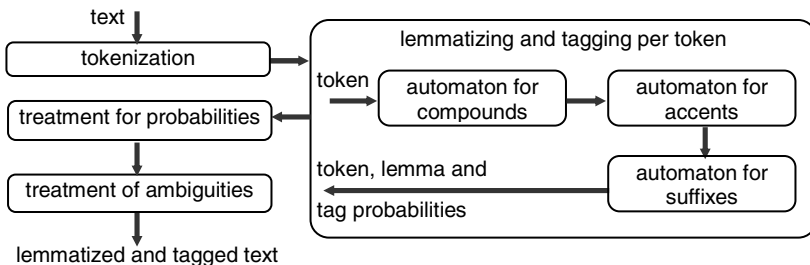 text
tokenization
lemmatizing and tagging per token
token
automaton for
compounds
automaton for
accents
automaton for
suffixes
token, lemma and
tag probabilities
treatment for probabilities
treatment of ambiguities
lemmatized and tagged text